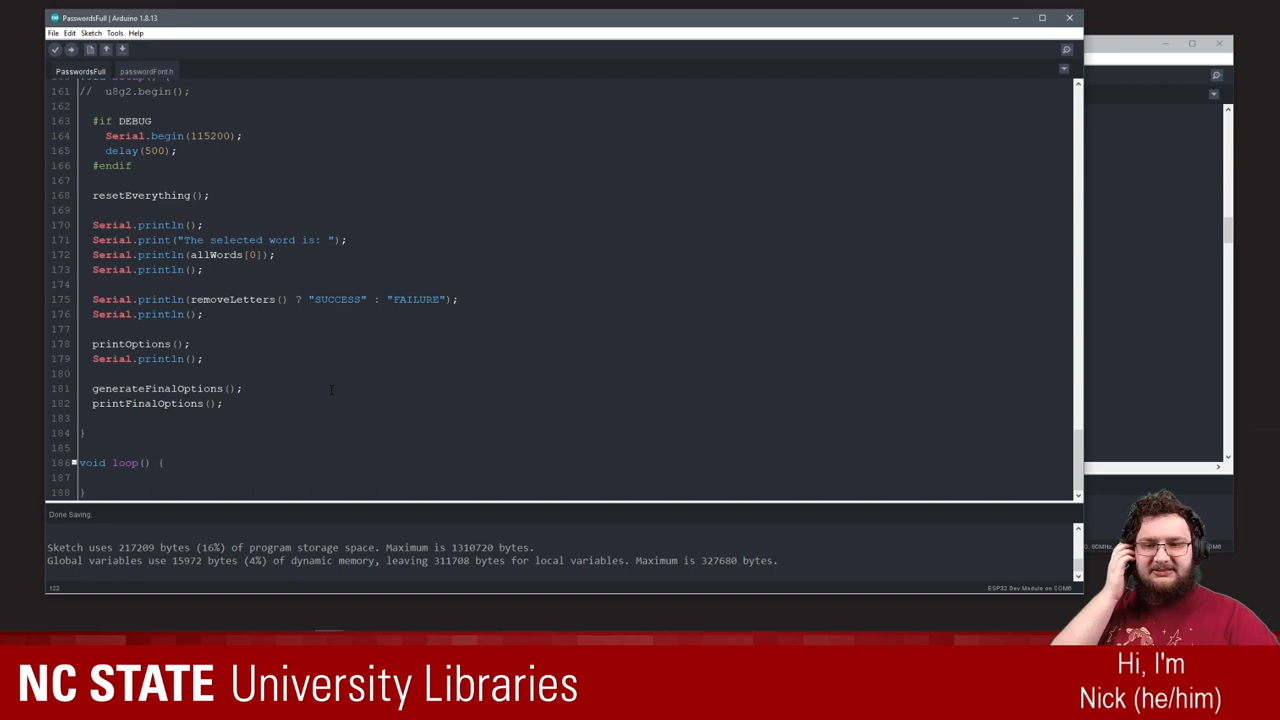 PasswordsFull | Arduino 1.8.13
File Edit Sketch Tools Help
PasswordsFull passwordFont.h
161 // u8g2.begin();
162
163 #if DEBUG
164 Serial.begin(115200);
165 delay(500);
166 #endif
167
168 resetEverything();
169
170 Serial.println();
171 Serial.print("The selected word is: ");
172 Serial.println(allWords[0]);
173 Serial.println();
174
175 Serial.println(removeLetters() ? "SUCCESS" : "FAILURE");
176 Serial.println();
177
178 printOptions();
179 Serial.println();
180
181 generateFinalOptions();
182 printFinalOptions();
183
184 }
185
186 void loop() {
187
188 }
Done Saving.
Sketch uses 217209 bytes (16%) of program storage space. Maximum is 1310720 bytes.
Global variables use 15972 bytes (4%) of dynamic memory, leaving 311708 bytes for local variables. Maximum is 327680 bytes.
122 ESP32 Dev Module on COM6
NC STATE University Libraries
Hi, I'm
Nick (he/him)